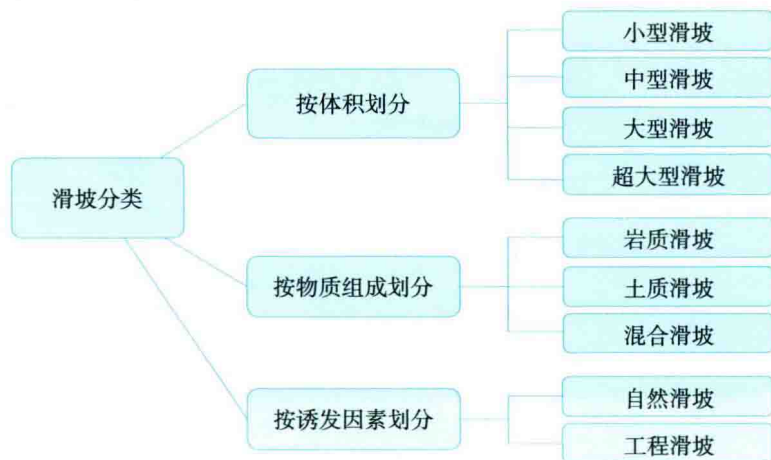 滑坡分类
按体积划分
小型滑坡
中型滑坡
大型滑坡
超大型滑坡
按物质组成划分
岩质滑坡
土质滑坡
混合滑坡
按诱发因素划分
自然滑坡
工程滑坡